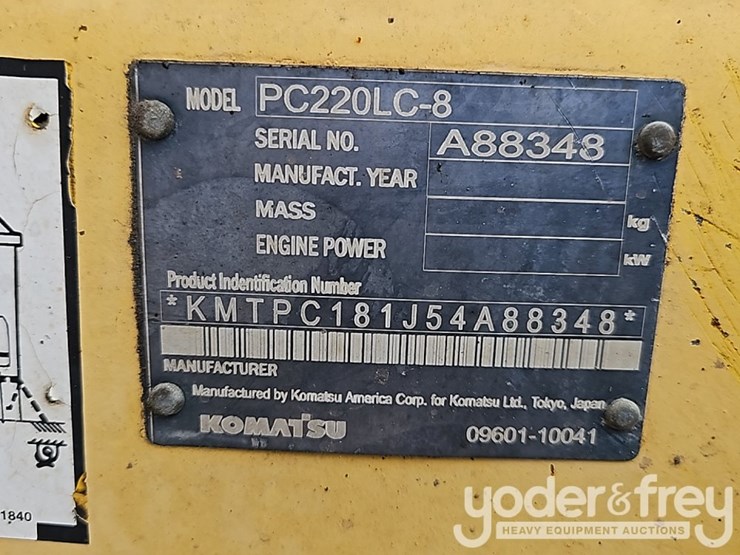 MODEL PC220LC-8
SERIAL NO. A88348
MANUFACT. YEAR
MASS kg
ENGINE POWER kW
Product Indentification Number
*KMTPC181J54A88348*
MANUFACTURER
Manufactured by Komatsu America Corp. for Komatsu Ltd., Tokyo, Japan
KOMATSU 09601-10041
1840
yoder&frey
HEAVY EQUIPMENT AUCTIONS